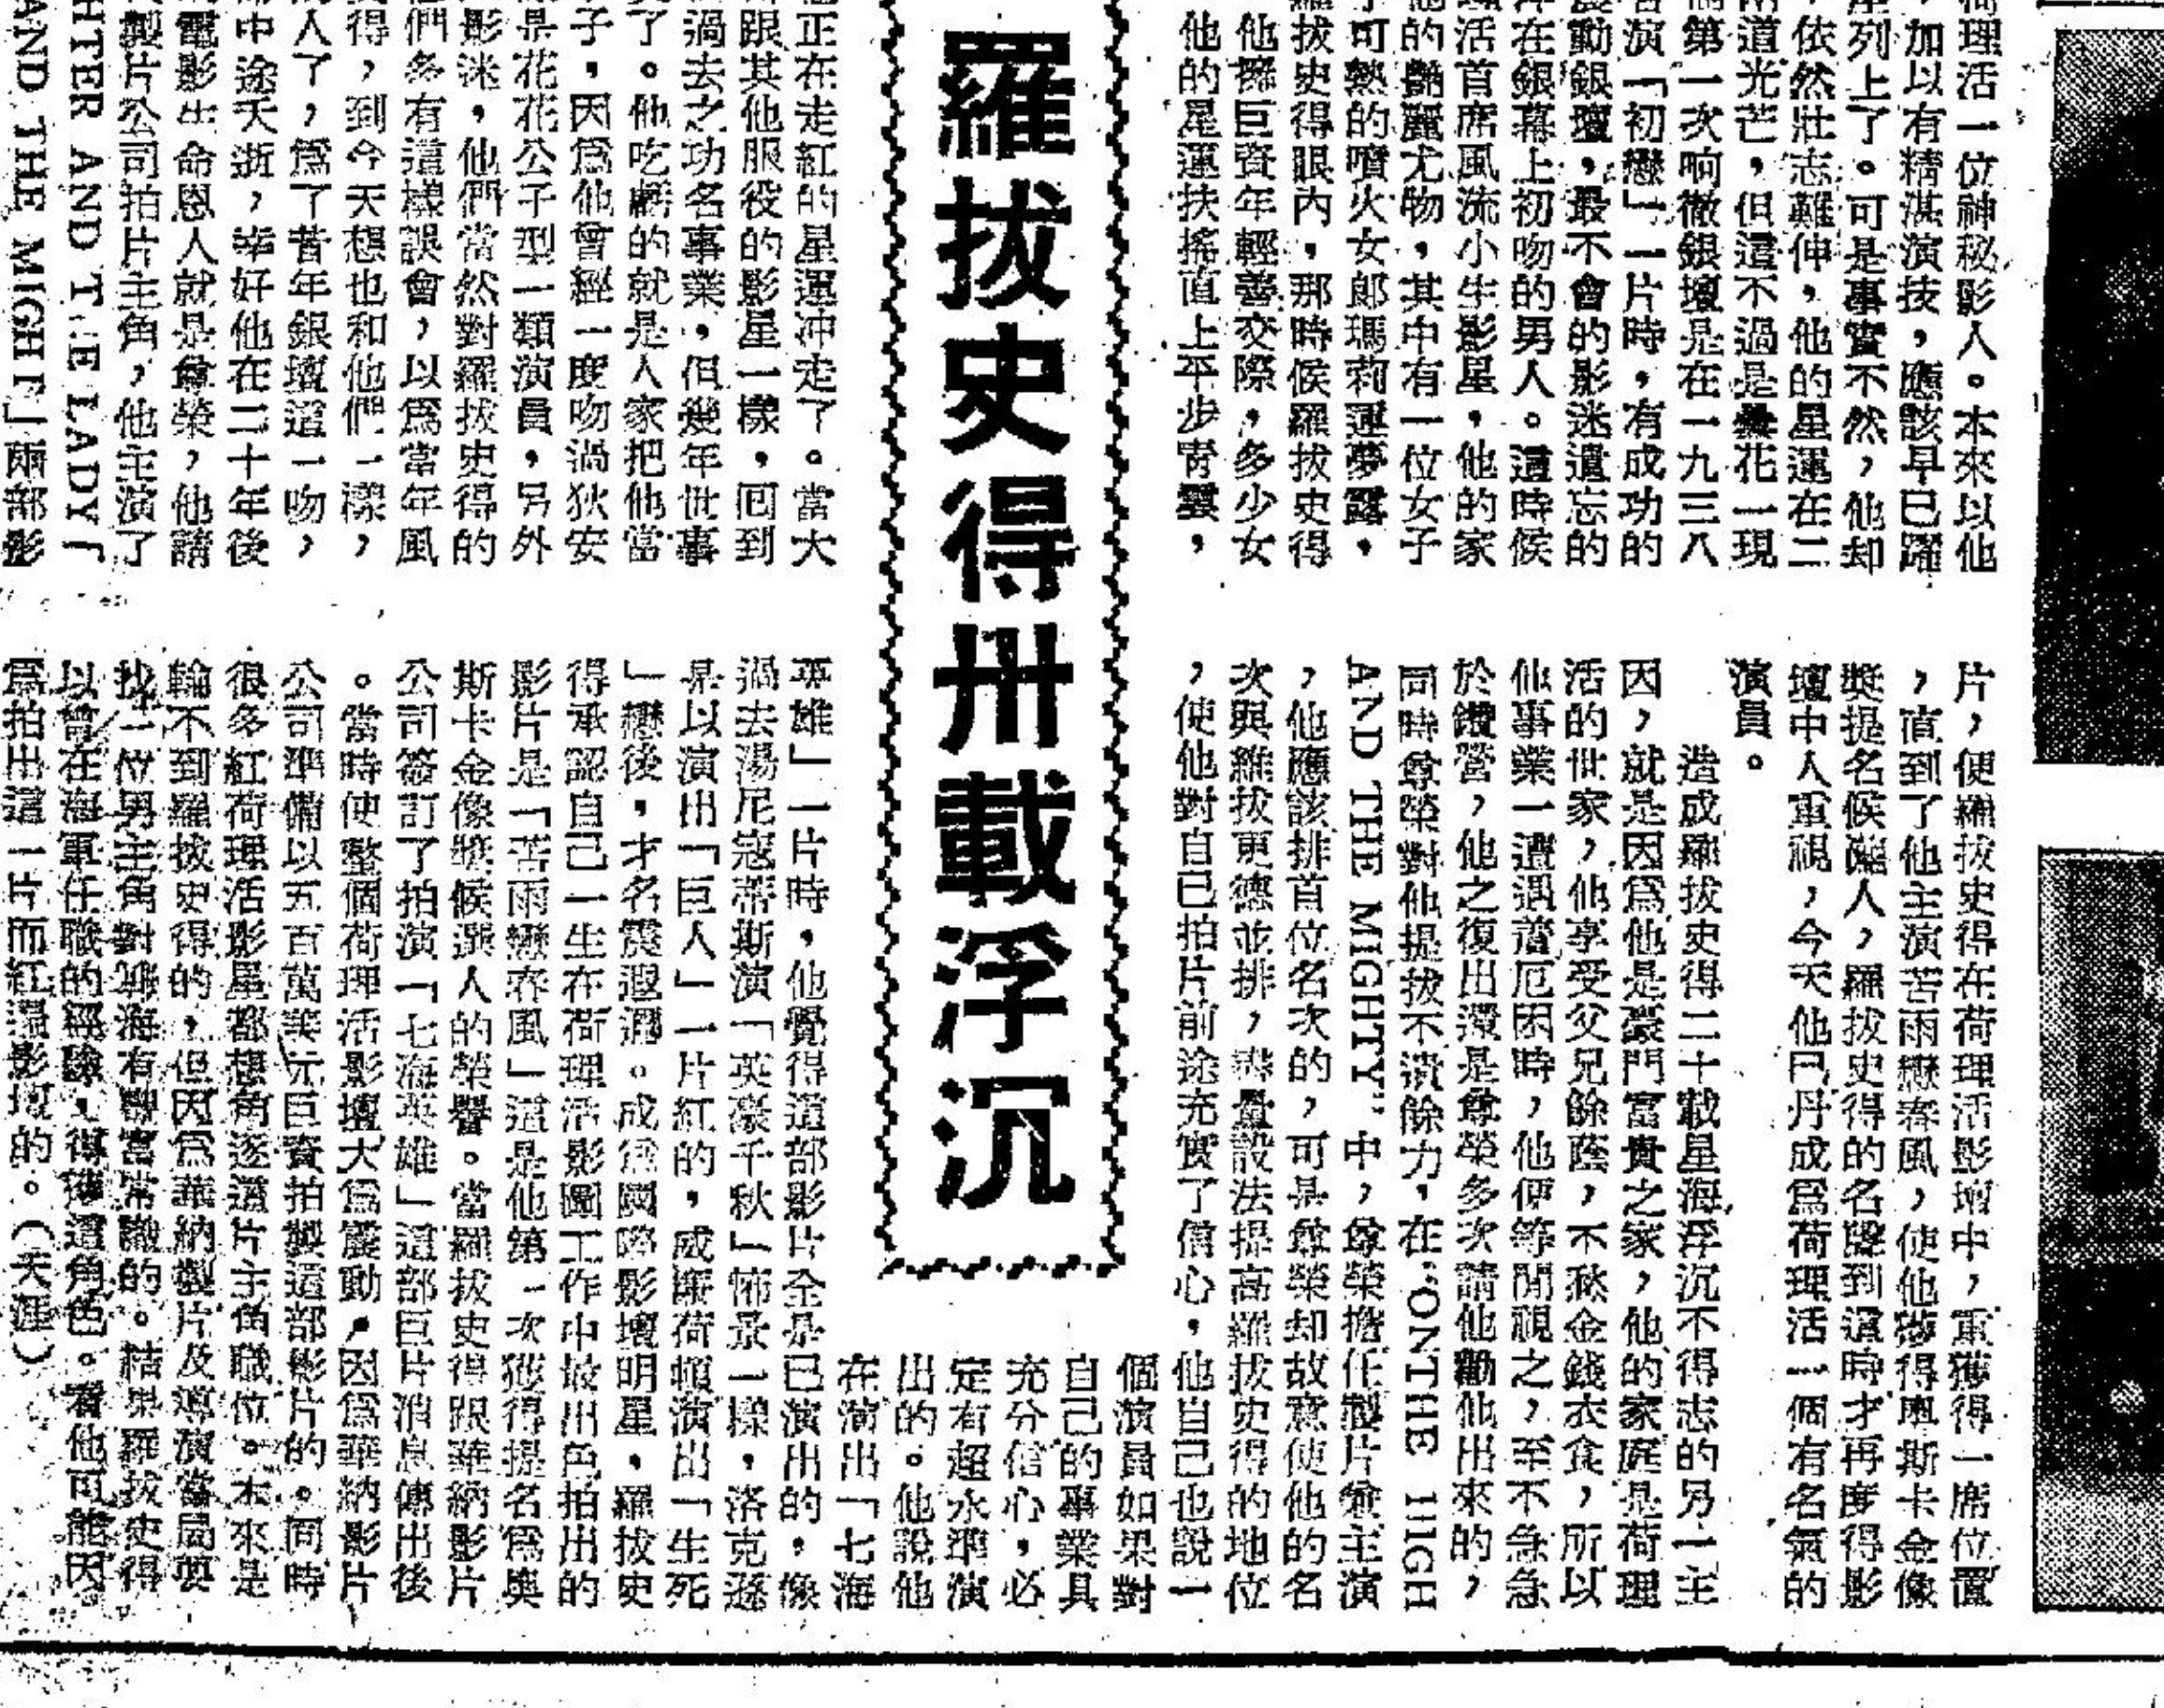 羅拔史得卅載浮沉
荷理活一位神秘影人。本來以他
,加以有精湛演技,應該早已躍
星列上了。可是事實不然,他却
,依然壯志難伸,他的星運在二
道光芒,但這不過是曇花一現
第一次响徹銀壇是在一九三八
演「初戀」一片時,有成功的
震動銀壇,最不會的影迷遺忘的
在銀幕上初吻的男人。這時候
理活首席風流小生影星,他的家
他的艷麗尤物,其中有一位女子
可熱的噴火女郎瑪莉蓮夢露,
羅拔史得眼內,那時候羅拔史得
他擁巨資年輕善交際,多少女
他的星運扶搖直上平步青雲,
正在走紅的星運冲走了。當大
跟其他服役的影星一樣,回到
過去之功名事業,但幾年世事
了。他吃虧的就是人家把他當
子,因爲他曾經一度吻過狄安
是花花公子型一類演員,另外
影迷,他們當然對羅拔史得的
他們多有這樣誤會,以爲當年風
得,到今天想也和他們一樣,
人了,爲了昔年銀壇這一吻,
中途夭逝,幸好他在二十年後
電影生命恩人就是尊榮,他請
製片公司拍片主角,他主演了
HTER AND THE LADY「
AND THE MIGHT」兩部影
片,便羅拔史得在荷理活影壇中,重獲得一席位置
,直到了他主演苦雨戀春風,使他獲得奧斯卡金像
獎提名候選人,羅拔史得的名聲到這時才再度得影
壇中人重視,今天他已再成爲荷理活一個有名氣的
演員。
造成羅拔史得二十載星海浮沉不得志的另一主
因,就是因爲他是豪門富貴之家,他的家庭是荷理
活的世家,他享受父兄餘蔭,不愁金錢衣食,所以
他事業一遭遇着厄困時,他便等閒視之,至不急急
於鑽營,他之復出還是尊榮多次請他勸他出來的,
同時尊榮對他提拔不潰餘力,在"ONTHE HIGH
AND THE MIGHTY"中,尊榮擔任製片兼主演
,他應該排首位名次的,可是尊榮却故意使他的名
次與羅拔更德並排,儘量設法提高羅拔史得的地位
,使他對自己拍片前途充實了信心,他自己也說一
個演員如果對
自己的事業具
充分信心,必
定有超水準演
出的。他說他
在演出「七海
英雄」一片時,他覺得這部影片全是已演出的,像
過去湯尼寇蒂斯演「英豪千秋」佈景一樣,洛克遜
是以演出「巨人」一片紅的,威廉荷頓演出「生死
」戀後,才名震遐邇。成爲國際影壇明星,羅拔史
得承認自己一生在荷理活影圈工作中最出色拍出的
影片是「苦雨戀春風」這是他第一次獲得提名爲奧
斯卡金像獎候選人的榮譽。當羅拔史得跟華納影片
公司簽訂了拍演「七海英雄」這部巨片消息傳出後
。當時使整個荷理活影壇大爲震動,因爲華納影片
公司準備以五百萬美元巨資拍製這部影片的。同時
很多紅荷理活影星都想角逐這片主角職位。本來是
輪不到羅拔史得的,但因爲華納製片及導演當局要
找一位男主角對航海有豐富常識的。結果羅拔史得
以曾在海軍任職的經驗,得獲這角色。看他可能因
爲拍出這一片而紅遍影壇的。(天涯)